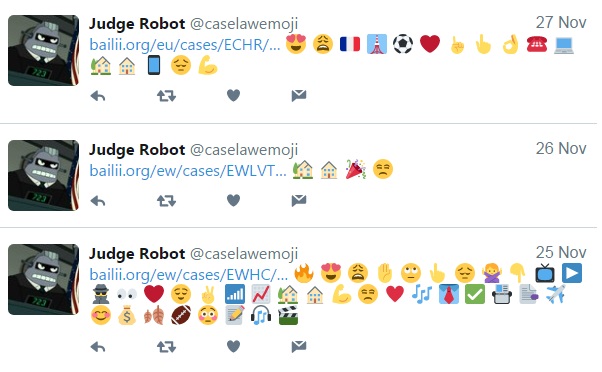 Judge Robot @caselawemoji 27 Nov
bailii.org/eu/cases/ECHR/...
Judge Robot @caselawemoji 26 Nov
bailii.org/ew/cases/EWLVT...
Judge Robot @caselawemoji 25 Nov
bailii.org/ew/cases/EWHC/...